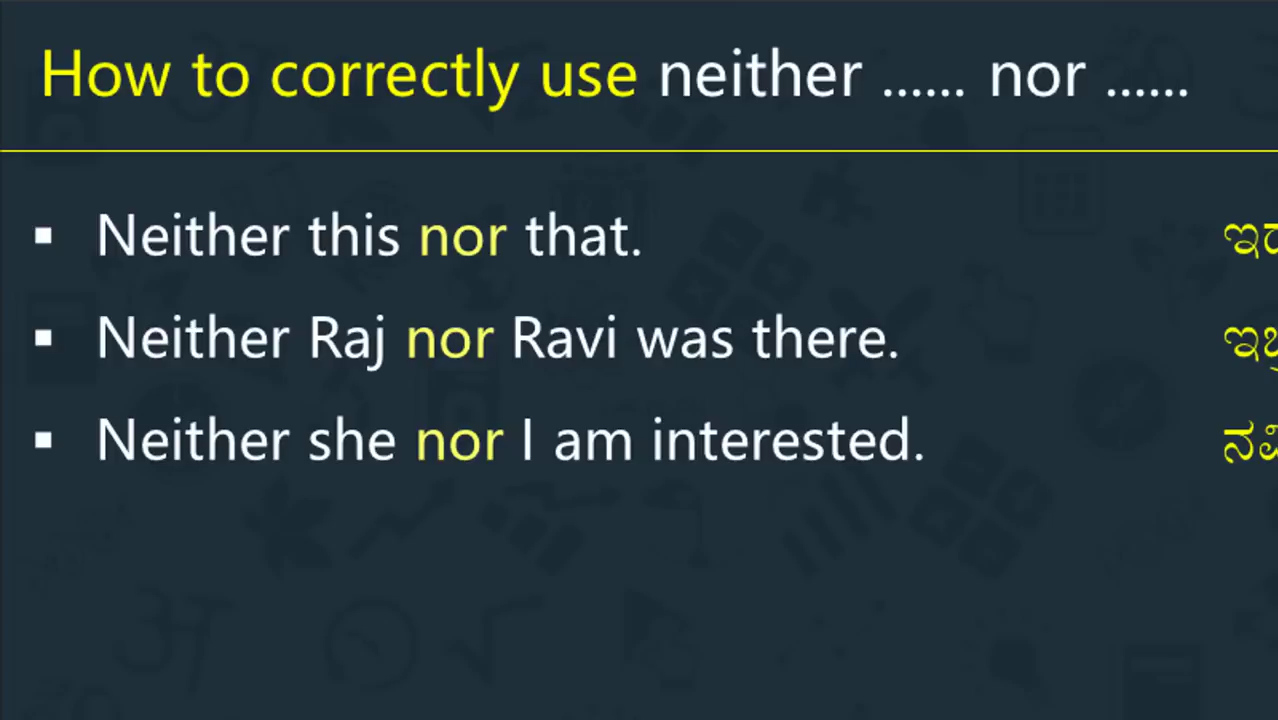 How to correctly use neither ...... nor ......
▪ Neither this nor that.
▪ Neither Raj nor Ravi was there.
▪ Neither she nor I am interested.